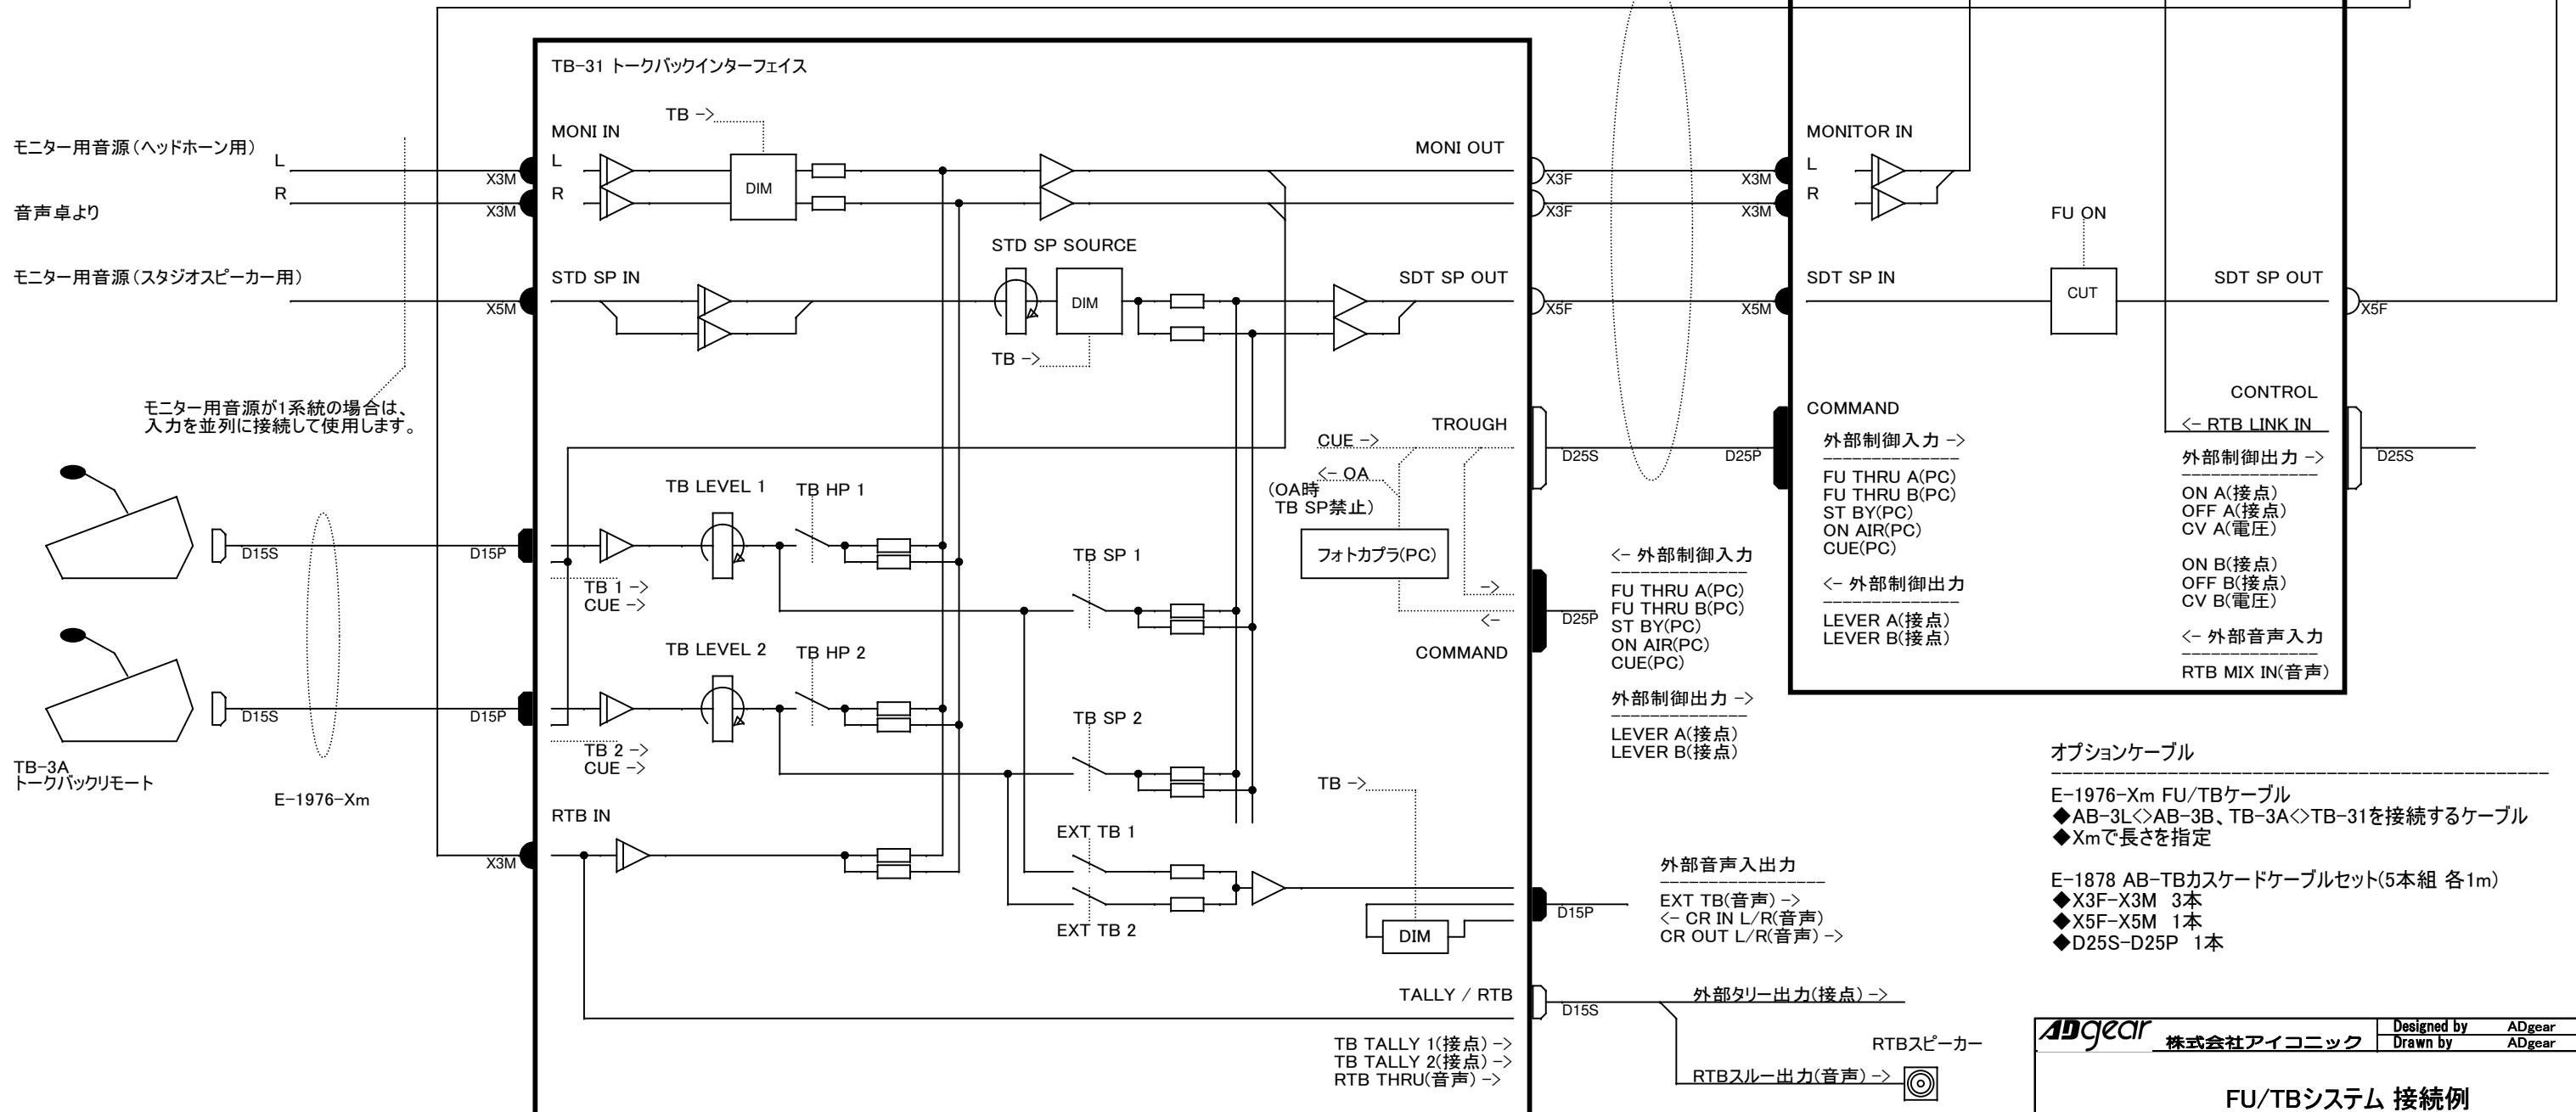 TB-31 トークバックインターフェイス
モニター用音源（ヘッドホーン用）
L
R
音声卓より
モニター用音源（スタジオスピーカー用）
モニター用音源が1系統の場合は、
入力を並列に接続して使用します。
X3M
X3M
X5M
MONI IN
L
R
TB ->
DIM
MONI OUT
X3F
X3F
STD SP IN
STD SP SOURCE
DIM
TB ->
SDT SP OUT
X5F
TROUGH
CUE ->
<- OA
(OA時
TB SP禁止)
フォトカプラ(PC)
->
<-
COMMAND
D25S
D25P
D15S
D15P
TB LEVEL 1
TB HP 1
TB 1 ->
CUE ->
TB SP 1
D15S
D15P
TB LEVEL 2
TB HP 2
TB 2 ->
CUE ->
TB SP 2
TB-3A
トークバックリモート
E-1976-Xm
RTB IN
X3M
EXT TB 1
EXT TB 2
TB ->
DIM
D15P
TALLY / RTB
D15S
TB TALLY 1(接点) ->
TB TALLY 2(接点) ->
RTB THRU(音声) ->
<- 外部制御入力
FU THRU A(PC)
FU THRU B(PC)
ST BY(PC)
ON AIR(PC)
CUE(PC)
外部制御出力 ->
LEVER A(接点)
LEVER B(接点)
外部音声入出力
EXT TB(音声) ->
<- CR IN L/R(音声)
CR OUT L/R(音声) ->
外部タリー出力(接点) ->
RTBスピーカー
RTBスルー出力(音声) ->
X3M
X3M
X5M
D25P
MONITOR IN
L
R
FU ON
SDT SP IN
CUT
SDT SP OUT
X5F
COMMAND
外部制御入力 ->
FU THRU A(PC)
FU THRU B(PC)
ST BY(PC)
ON AIR(PC)
CUE(PC)
<- 外部制御出力
LEVER A(接点)
LEVER B(接点)
CONTROL
<- RTB LINK IN
外部制御出力 ->
ON A(接点)
OFF A(接点)
CV A(電圧)
ON B(接点)
OFF B(接点)
CV B(電圧)
<- 外部音声入力
RTB MIX IN(音声)
D25S
オプションケーブル
E-1976-Xm FU/TBケーブル
◆AB-3L<>AB-3B、TB-3A<>TB-31を接続するケーブル
◆Xmで長さを指定
E-1878 AB-TBカスケードケーブルセット(5本組 各1m)
◆X3F-X3M 3本
◆X5F-X5M 1本
◆D25S-D25P 1本
ADgear 株式会社アイコニック
Designed by ADgear
Drawn by ADgear
FU/TBシステム 接続例